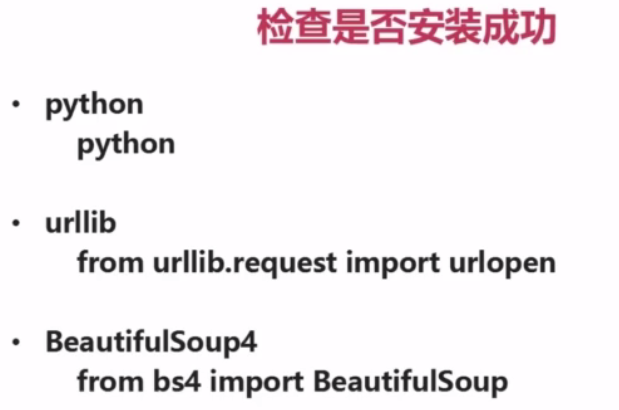 检查是否安装成功
• python
python
• urllib
from urllib.request import urlopen
• BeautifulSoup4
from bs4 import BeautifulSoup